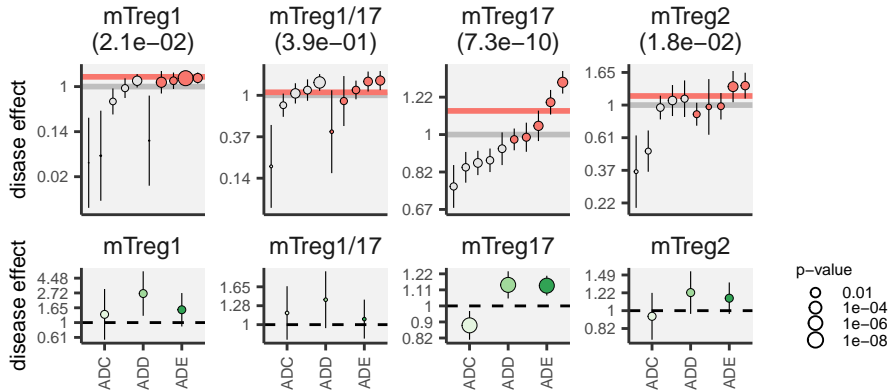 mTreg1
(2.1e−02)
mTreg1/17
(3.9e−01)
mTreg17
(7.3e−10)
mTreg2
(1.8e−02)
disase effect
1
0.14
0.02
1
0.37
0.14
1.22
1
0.82
0.67
1.65
1
0.61
0.37
0.22
mTreg1
mTreg1/17
mTreg17
mTreg2
disease effect
4.48
2.72
1.65
1
0.61
1.65
1.28
1
1.22
1.11
1
0.9
0.82
1.49
1.22
1
0.82
ADC
ADD
ADE
ADC
ADD
ADE
ADC
ADD
ADE
ADC
ADD
ADE
p−value
0.01
1e−04
1e−06
1e−08